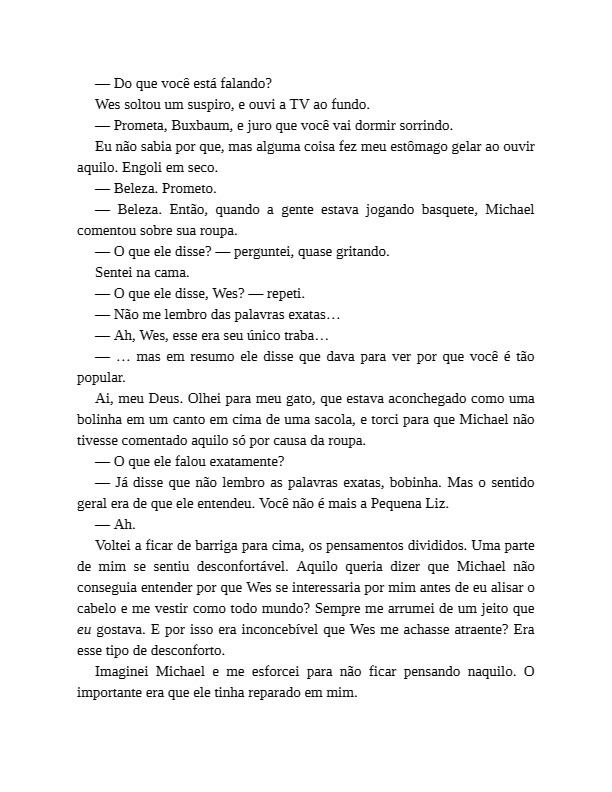 — Do que você está falando?
Wes soltou um suspiro, e ouvi a TV ao fundo.
— Prometa, Buxbaum, e juro que você vai dormir sorrindo.
Eu não sabia por que, mas alguma coisa fez meu estômago gelar ao ouvir
aquilo. Engoli em seco.
— Beleza. Prometo.
— Beleza. Então, quando a gente estava jogando basquete, Michael
comentou sobre sua roupa.
— O que ele disse? — perguntei, quase gritando.
Sentei na cama.
— O que ele disse, Wes? — repeti.
— Não me lembro das palavras exatas…
— Ah, Wes, esse era seu único traba…
— … mas em resumo ele disse que dava para ver por que você é tão
popular.
Ai, meu Deus. Olhei para meu gato, que estava aconchegado como uma
bolinha em um canto em cima de uma sacola, e torci para que Michael não
tivesse comentado aquilo só por causa da roupa.
— O que ele falou exatamente?
— Já disse que não lembro as palavras exatas, bobinha. Mas o sentido
geral era de que ele entendeu. Você não é mais a Pequena Liz.
— Ah.
Voltei a ficar de barriga para cima, os pensamentos divididos. Uma parte
de mim se sentiu desconfortável. Aquilo queria dizer que Michael não
conseguia entender por que Wes se interessaria por mim antes de eu alisar o
cabelo e me vestir como todo mundo? Sempre me arrumei de um jeito que
eu gostava. E por isso era inconcebível que Wes me achasse atraente? Era
esse tipo de desconforto.
Imaginei Michael e me esforcei para não ficar pensando naquilo. O
importante era que ele tinha reparado em mim.